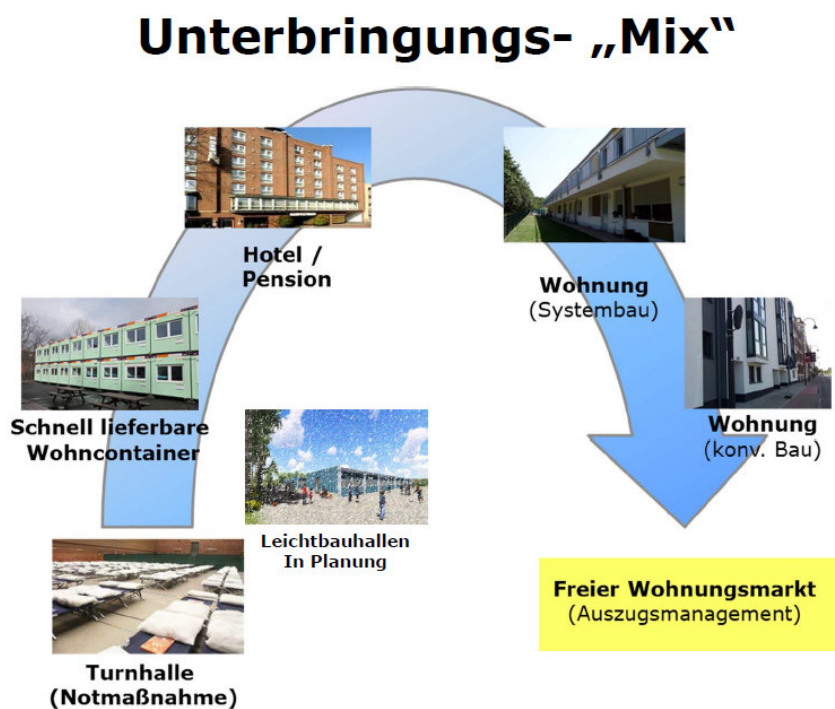 Unterbringungs- „Mix“
Hotel /
Pension
Wohnung
(Systembau)
Schnell lieferbare
Wohncontainer
Wohnung
(konv. Bau)
Leichtbauhallen
In Planung
Freier Wohnungsmarkt
(Auszugsmanagement)
Turnhalle
(Notmaßnahme)